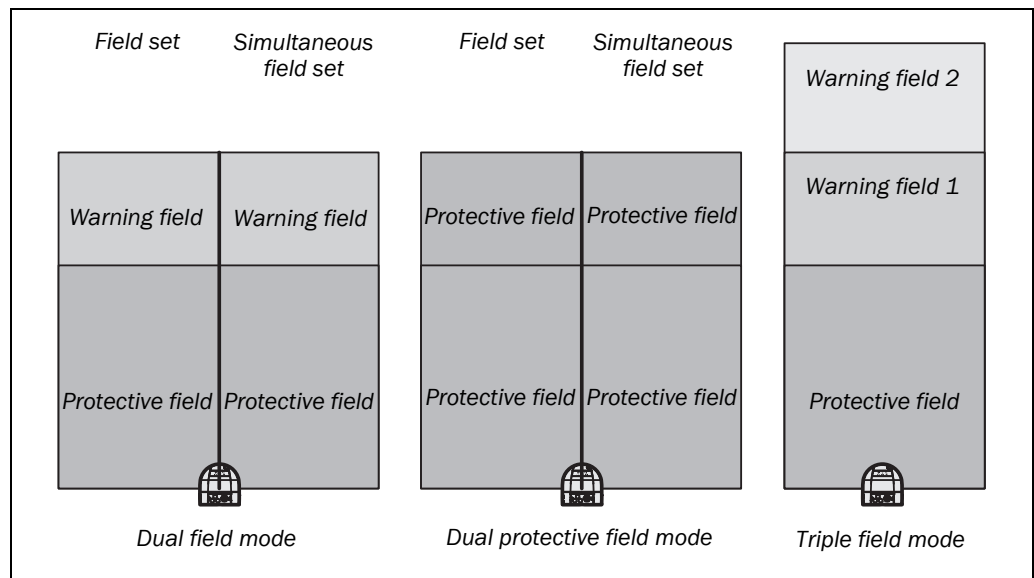 Field set
Simultaneous
field set
Field set
Simultaneous
field set
Warning field 2
Warning field 1
Warning field
Warning field
Protective field
Protective field
Protective field
Protective field
Protective field
Protective field
Protective field
Dual field mode
Dual protective field mode
Triple field mode